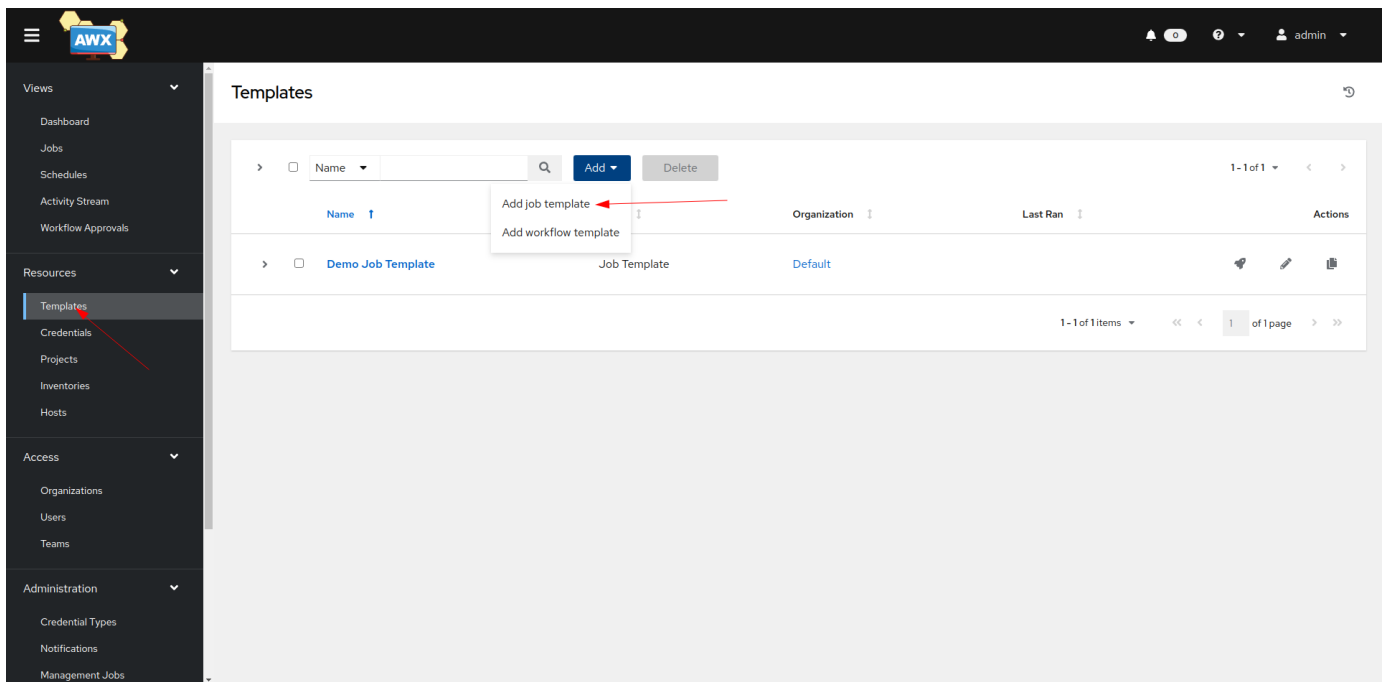 AWX
0
admin
Views
Dashboard
Jobs
Schedules
Activity Stream
Workflow Approvals
Resources
Templates
Credentials
Projects
Inventories
Hosts
Access
Organizations
Users
Teams
Administration
Credential Types
Notifications
Management Jobs
Templates
Name
Add
Delete
1 - 1 of 1
Add job template
Add workflow template
Name
Organization
Last Ran
Actions
Demo Job Template
Job Template
Default
1 - 1 of 1 items
1 of 1 page